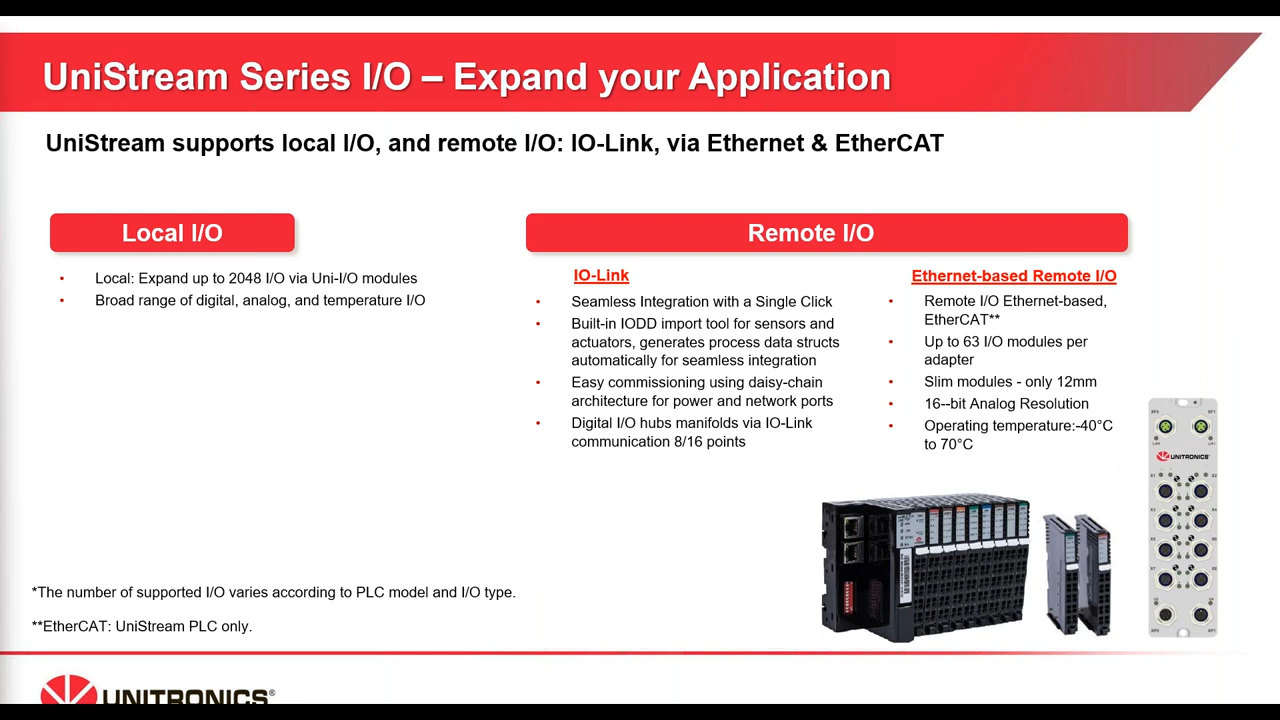 UniStream Series I/O – Expand your Application
UniStream supports local I/O, and remote I/O: IO-Link, via Ethernet & EtherCAT
Local I/O
• Local: Expand up to 2048 I/O via Uni-I/O modules
• Broad range of digital, analog, and temperature I/O
Remote I/O
IO-Link
• Seamless Integration with a Single Click
• Built-in IODD import tool for sensors and
actuators, generates process data structs
automatically for seamless integration
• Easy commissioning using daisy-chain
architecture for power and network ports
• Digital I/O hubs manifolds via IO-Link
communication 8/16 points
Ethernet-based Remote I/O
• Remote I/O Ethernet-based,
EtherCAT**
• Up to 63 I/O modules per
adapter
• Slim modules - only 12mm
• 16--bit Analog Resolution
• Operating temperature:-40°C
to 70°C
UNITRONICS
*The number of supported I/O varies according to PLC model and I/O type.
**EtherCAT: UniStream PLC only.
UNITRONICS®